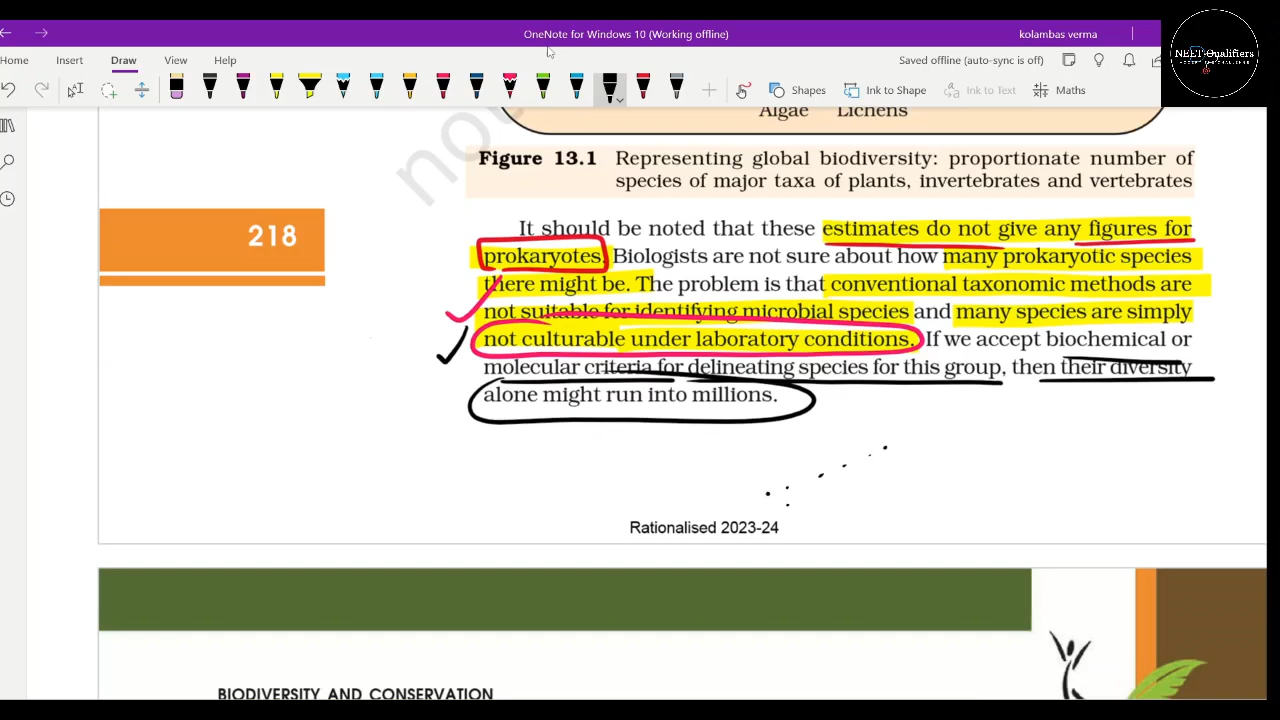 OneNote for Windows 10 (Working offline)
kolambas verma
NEET Qualifiers
Home Insert Draw View Help
Saved offline (auto-sync is off)
Shapes Ink to Shape Ink to Text Maths
not
Algae Lichens
Figure 13.1 Representing global biodiversity: proportionate number of
species of major taxa of plants, invertebrates and vertebrates
218
It should be noted that these estimates do not give any figures for
prokaryotes. Biologists are not sure about how many prokaryotic species
there might be. The problem is that conventional taxonomic methods are
not suitable for identifying microbial species and many species are simply
not culturable under laboratory conditions. If we accept biochemical or
molecular criteria for delineating species for this group, then their diversity
alone might run into millions.
Rationalised 2023-24
BIODIVERSITY AND CONSERVATION